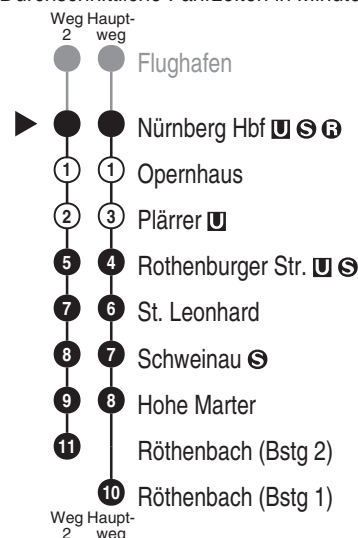 Durchschnittliche Fahrzeiten in Minute
Weg Haupt-
2 weg
Flughafen
Nürnberg Hbf U S R
1 1 Opernhaus
2 3 Plärrer U
5 4 Rothenburger Str. U S
7 6 St. Leonhard
8 7 Schweinau S
9 8 Hohe Marter
11 Röthenbach (Bstg 2)
10 Röthenbach (Bstg 1)
Weg Haupt-
2 weg